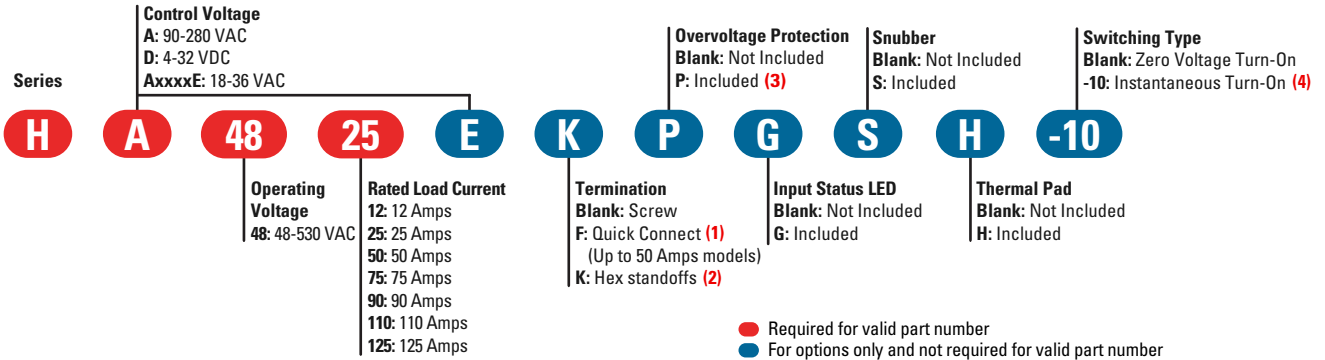 Control Voltage
A: 90-280 VAC
D: 4-32 VDC
AxxxxE: 18-36 VAC
Overvoltage Protection
Blank: Not Included
P: Included (3)
Snubber
Blank: Not Included
S: Included
Switching Type
Blank: Zero Voltage Turn-On
-10: Instantaneous Turn-On (4)
Series
H A 48 25 E K P G S H -10
Operating
Voltage
48: 48-530 VAC
Rated Load Current
12: 12 Amps
25: 25 Amps
50: 50 Amps
75: 75 Amps
90: 90 Amps
110: 110 Amps
125: 125 Amps
Termination
Blank: Screw
F: Quick Connect (1)
(Up to 50 Amps models)
K: Hex standoffs (2)
Input Status LED
Blank: Not Included
G: Included
Thermal Pad
Blank: Not Included
H: Included
Required for valid part number
For options only and not required for valid part number